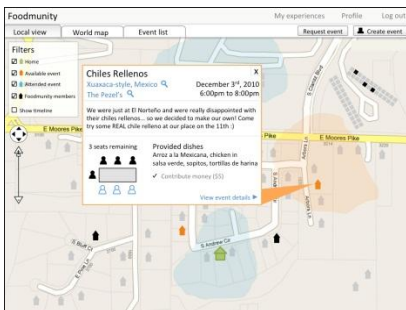 Foodmunity
My experiences Profile Log out
Local view World map Event list
Request event Create event
Filters
Home
Available event
Attended event
Foodmunity members
Show timeline
Chiles Rellenos X
Xuaxaca-style, Mexico December 3rd, 2010
The Pezel's 6:00pm to 8:00pm
We were just at El Norteño and were really disappointed with
their chiles rellenos... so we decided to make our own! Come
try some REAL chile relleno at our place on the 11th :)
3 seats remaining Provided dishes
Arroz a la Mexicana, chicken in
salsa verde, sopitos, tortillas de harina
✓ Contribute money ($5)
View event details
E Moores Pike
E Moores Pike
S Andrew Cir
S Bluff Ct
E Pine Ln